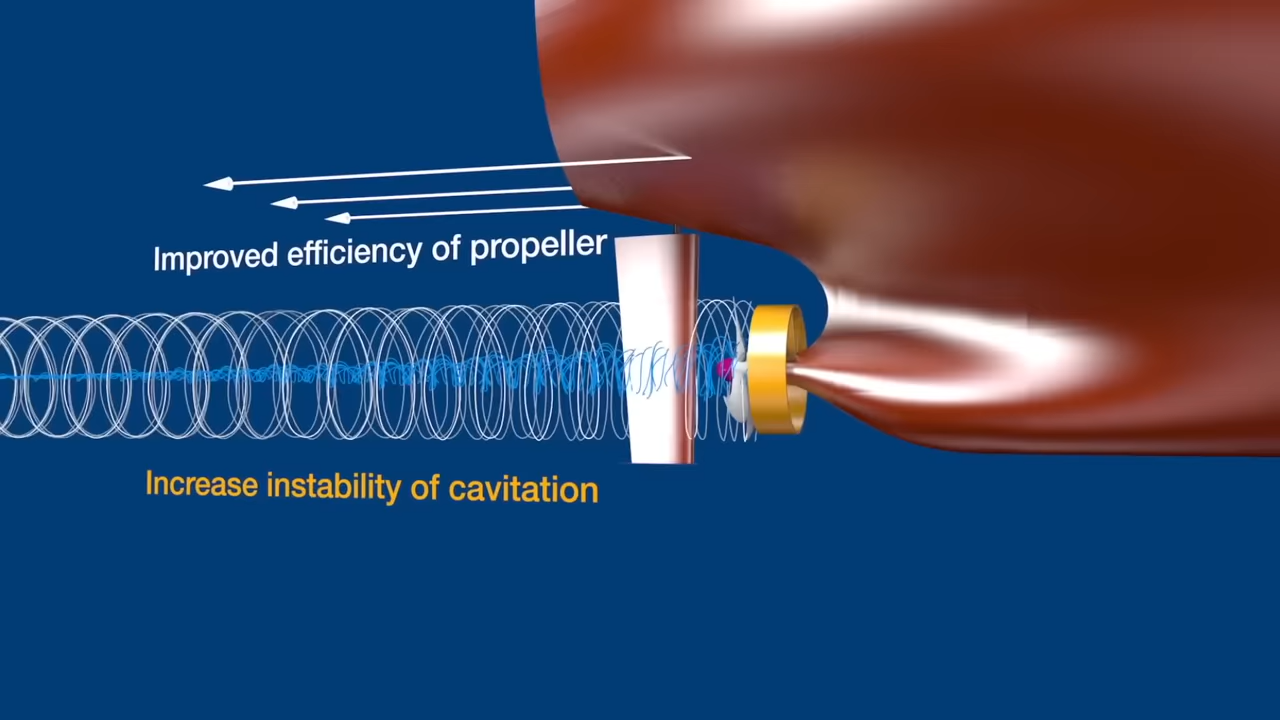 Improved efficiency of propeller
Increase instability of cavitation